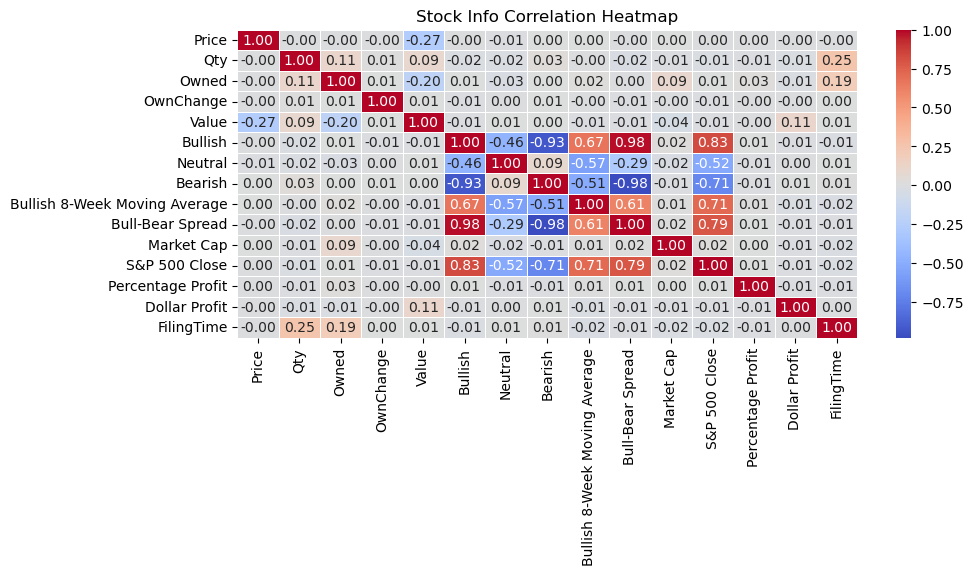 Stock Info Correlation Heatmap
Price 1.00 -0.00 -0.00 -0.00 -0.27 -0.00 -0.01 0.00 0.00 -0.00 0.00 0.00 0.00 -0.00 -0.00
Qty -0.00 1.00 0.11 0.01 0.09 -0.02 -0.02 0.03 -0.00 -0.02 -0.01 -0.01 -0.01 -0.01 0.25
Owned -0.00 0.11 1.00 0.01 -0.20 0.01 -0.03 0.00 0.02 0.00 0.09 0.01 0.03 -0.01 0.19
OwnChange -0.00 0.01 0.01 1.00 0.01 -0.01 0.00 0.01 -0.00 -0.01 -0.00 -0.01 -0.00 -0.00 0.00
Value -0.27 0.09 -0.20 0.01 1.00 -0.01 0.01 0.00 -0.01 -0.01 -0.04 -0.01 -0.00 0.11 0.01
Bullish -0.00 -0.02 0.01 -0.01 -0.01 1.00 -0.46 -0.93 0.67 0.98 0.02 0.83 0.01 -0.01 -0.01
Neutral -0.01 -0.02 -0.03 0.00 0.01 -0.46 1.00 0.09 -0.57 -0.29 -0.02 -0.52 -0.01 0.00 0.01
Bearish 0.00 0.03 0.00 0.01 0.00 -0.93 0.09 1.00 -0.51 -0.98 -0.01 -0.71 -0.01 0.01 0.01
Bullish 8-Week Moving Average 0.00 -0.00 0.02 -0.00 -0.01 0.67 -0.57 -0.51 1.00 0.61 0.01 0.71 0.01 -0.01 -0.02
Bull-Bear Spread -0.00 -0.02 0.00 -0.01 -0.01 0.98 -0.29 -0.98 0.61 1.00 0.02 0.79 0.01 -0.01 -0.01
Market Cap 0.00 -0.01 0.09 -0.00 -0.04 0.02 -0.02 -0.01 0.01 0.02 1.00 0.02 0.00 -0.01 -0.02
S&P 500 Close 0.00 -0.01 0.01 -0.01 -0.01 0.83 -0.52 -0.71 0.71 0.79 0.02 1.00 0.01 -0.01 -0.02
Percentage Profit 0.00 -0.01 0.03 -0.00 -0.00 0.01 -0.01 -0.01 0.01 0.01 0.00 0.01 1.00 -0.01 -0.01
Dollar Profit -0.00 -0.01 -0.01 -0.00 0.11 -0.01 0.00 0.01 -0.01 -0.01 -0.01 -0.01 -0.01 1.00 0.00
FilingTime -0.00 0.25 0.19 0.00 0.01 -0.01 0.01 0.01 -0.02 -0.01 -0.02 -0.02 -0.01 0.00 1.00
Price
Qty
Owned
OwnChange
Value
Bullish
Neutral
Bearish
Bullish 8-Week Moving Average
Bull-Bear Spread
Market Cap
S&P 500 Close
Percentage Profit
Dollar Profit
FilingTime
1.00
0.75
0.50
0.25
0.00
−0.25
−0.50
−0.75